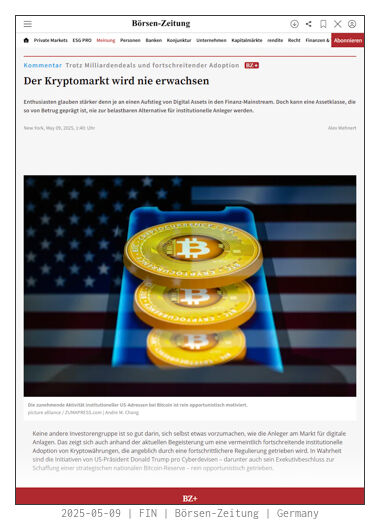 Börsen-Zeitung
Private Markets ESG PRO Meinung Personen Banken Konjunktur Unternehmen Kapitalmärkte rendite Recht Finanzen & Abonnieren
Kommentar Trotz Milliardendeals und fortschreitender Adoption BZ+
Der Kryptomarkt wird nie erwachsen
Enthusiasten glauben stärker denn je an einen Aufstieg von Digital Assets in den Finanz-Mainstream. Doch kann eine Assetklasse, die
so von Betrug geprägt ist, nie zur belastbaren Alternative für institutionelle Anleger werden.
New York, May 09, 2025, 1:40: Uhr Alex Wehnert
Die zunehmende Aktivität institutioneller US-Adressen bei Bitcoin ist rein opportunistisch motiviert.
picture alliance / ZUMAPRESS.com | Andre M. Chang
Keine andere Investorengruppe ist so gut darin, sich selbst etwas vorzumachen, wie die Anleger am Markt für digitale
Anlagen. Das zeigt sich auch anhand der aktuellen Begeisterung um eine vermeintlich fortschreitende institutionelle
Adoption von Kryptowährungen, die angeblich durch eine fortschrittlichere Regulierung getrieben wird. In Wahrheit
sind die Initiativen von US-Präsident Donald Trump pro Cyberdevisen – darunter auch sein Exekutivbeschluss zur
Schaffung einer strategischen nationalen Bitcoin-Reserve – rein opportunistisch getrieben.
BZ+
2025-05-09 | FIN | Börsen-Zeitung | Germany